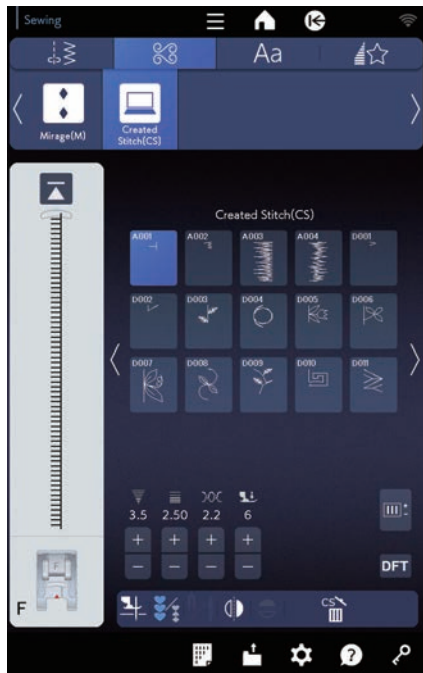 Sewing
Aa
Mirage(M)
Created
Stitch(CS)
Created Stitch(CS)
A001 A002 A003 A004 D001
D002 D003 D004 D005 D006
D007 D008 D009 D010 D011
3.5 2.50 2.2 6
+ + + +
− − − −
DFT
F
CS
?